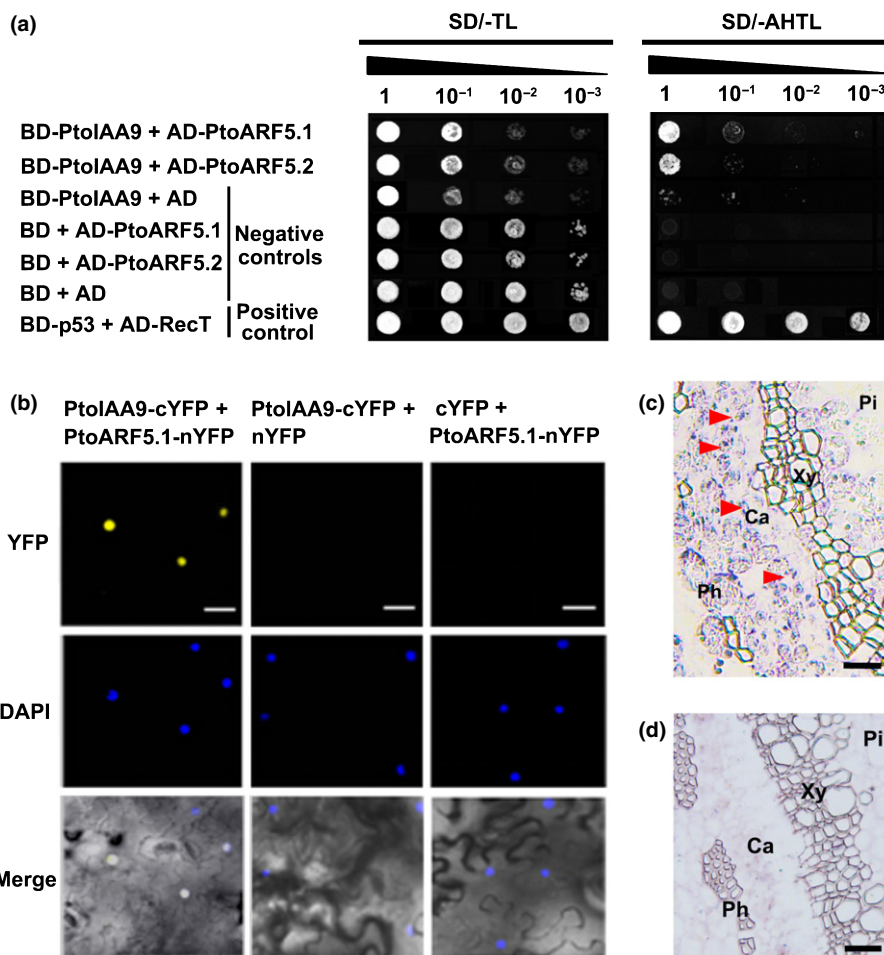 (a)
SD/-TL
SD/-AHTL
1 10⁻¹ 10⁻² 10⁻³
1 10⁻¹ 10⁻² 10⁻³
BD-PtoIAA9 + AD-PtoARF5.1
BD-PtoIAA9 + AD-PtoARF5.2
BD-PtoIAA9 + AD
BD + AD-PtoARF5.1
BD + AD-PtoARF5.2
BD + AD
Negative
controls
BD-p53 + AD-RecT
Positive
control
(b)
PtoIAA9-cYFP +
PtoARF5.1-nYFP
PtoIAA9-cYFP +
nYFP
cYFP +
PtoARF5.1-nYFP
YFP
DAPI
Merge
(c)
Pi
Xy
Ca
Ph
(d)
Pi
Xy
Ca
Ph